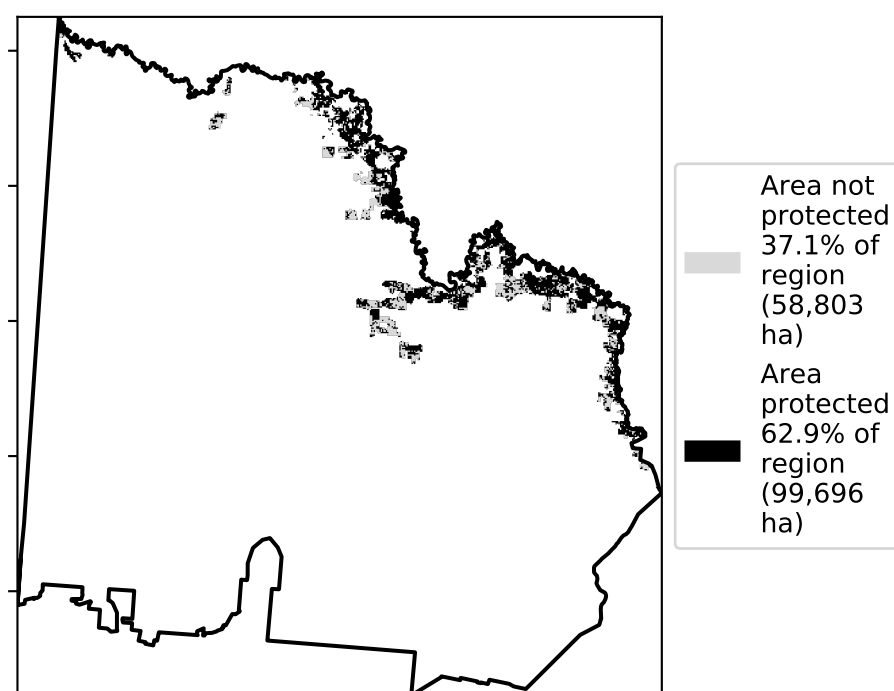 Area not
protected
37.1% of
region
(58,803
ha)
Area
protected
62.9% of
region
(99,696
ha)